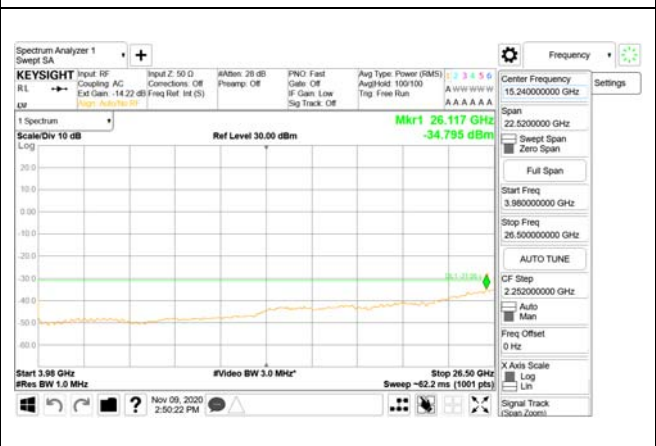 Spectrum Analyzer 1
Swept SA
Frequency
KEYSIGHT
Input: RF
Coupling: AC
Ext Gain: -14.22 dB
Align: Auto/No RF
Input Z: 50 Ω
Corrections: Off
Freq Ref: Int (S)
#Atten: 28 dB
Preamp: Off
PNO: Fast
Gate: Off
IF Gain: Low
Sig Track: Off
Avg Type: Power (RMS)
Avg|Hold: 100/100
Trig: Free Run
1 2 3 4 5 6
A W W W W W
A A A A A A
RL
1 Spectrum
Scale/Div 10 dB
Log
Ref Level 30.00 dBm
Mkr1 26.117 GHz
-34.795 dBm
20.0
10.0
0.00
-10.0
-20.0
-30.0
-40.0
-50.0
-60.0
Start 3.98 GHz
#Res BW 1.0 MHz
#Video BW 3.0 MHz*
Stop 26.50 GHz
Sweep ~62.2 ms (1001 pts)
Nov 09, 2020
2:50:22 PM
Center Frequency
15.240000000 GHz
Settings
Span
22.5200000 GHz
Swept Span
Zero Span
Full Span
Start Freq
3.980000000 GHz
Stop Freq
26.500000000 GHz
AUTO TUNE
CF Step
2.252000000 GHz
Auto
Man
Freq Offset
0 Hz
X Axis Scale
Log
Lin
Signal Track
(Span Zoom)